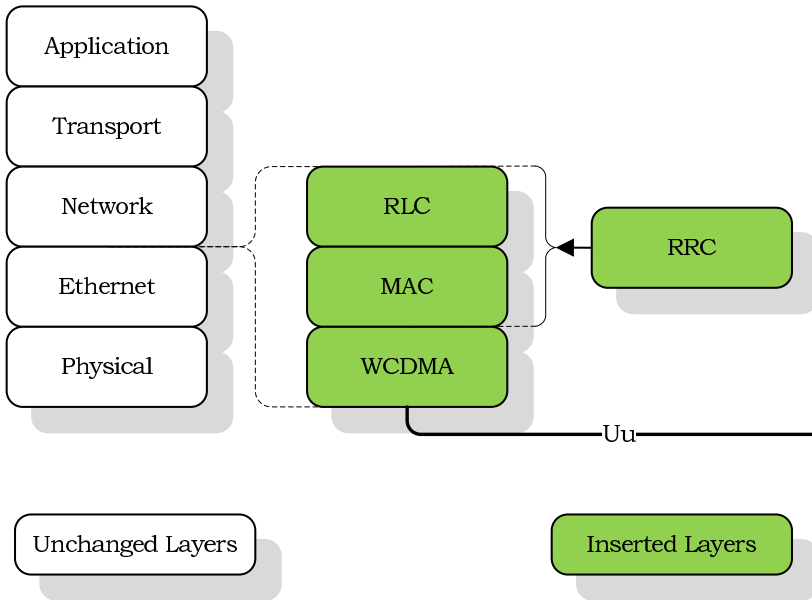 Application
Transport
Network
Ethernet
Physical
RLC
MAC
WCDMA
RRC
Uu
Unchanged Layers
Inserted Layers